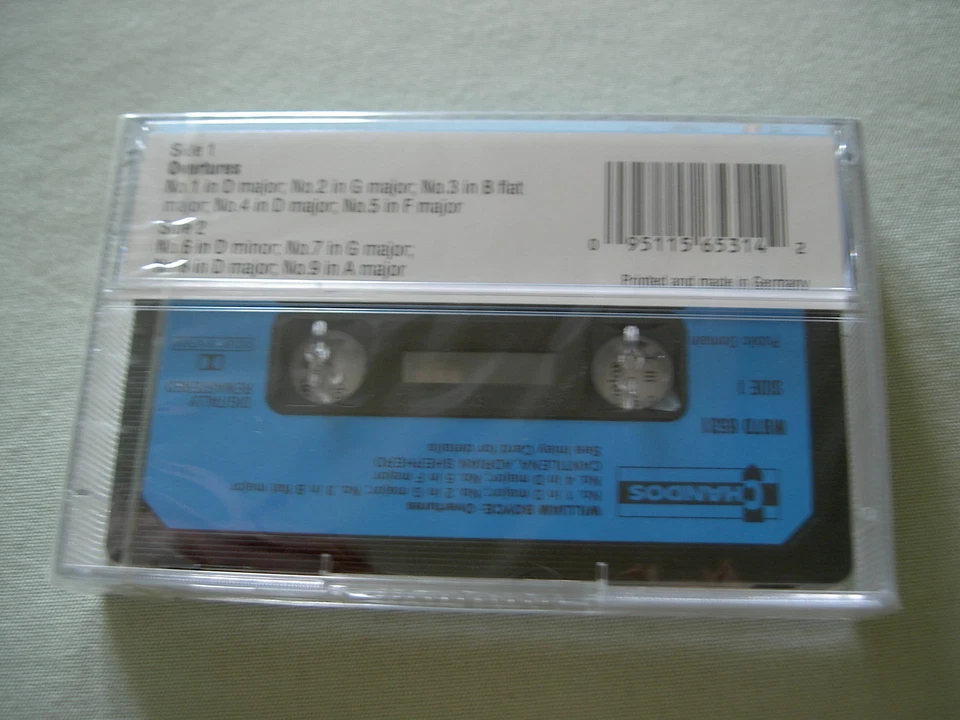 Side 1
Overtures
No.1 in D major; No.2 in G major; No.3 in B flat
major; No.4 in D major; No.5 in F major
Side 2
No.6 in D minor; No.7 in G major;
No.8 in D major; No.9 in A major
0 95115 65314 2
Printed and made in Germany
CHANDOS
WILLIAM BOYCE: Overtures
No. 1 in D major; No. 2 in G major; No. 3 in B flat major
No. 4 in D major; No. 5 in F major
CANTILENA, ADRIAN SHEPHERD
See Inlay Card for details
SIDE 1
DIGITALLY
REMASTERED